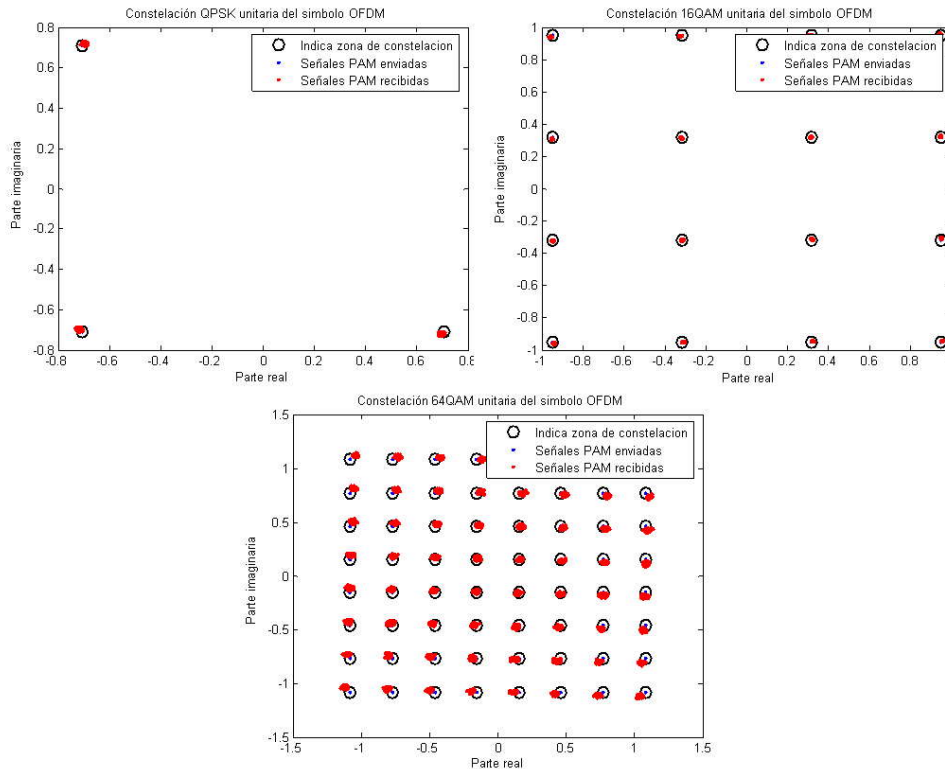 Constelación QPSK unitaria del simbolo OFDM
Indica zona de constelacion
Señales PAM enviadas
Señales PAM recibidas
Parte imaginaria
0.8
0.6
0.4
0.2
0
-0.2
-0.4
-0.6
-0.8
-0.8 -0.6 -0.4 -0.2 0 0.2 0.4 0.6 0.8
Parte real
Constelación 16QAM unitaria del simbolo OFDM
Indica zona de constelacion
Señales PAM enviadas
Señales PAM recibidas
Parte imaginaria
1
0.8
0.6
0.4
0.2
0
-0.2
-0.4
-0.6
-0.8
-1
-1 -0.8 -0.6 -0.4 -0.2 0 0.2 0.4 0.6 0.8
Parte real
Constelación 64QAM unitaria del simbolo OFDM
Indica zona de constelacion
Señales PAM enviadas
Señales PAM recibidas
Parte imaginaria
1.5
1
0.5
0
-0.5
-1
-1.5
-1.5 -1 -0.5 0 0.5 1 1.5
Parte real